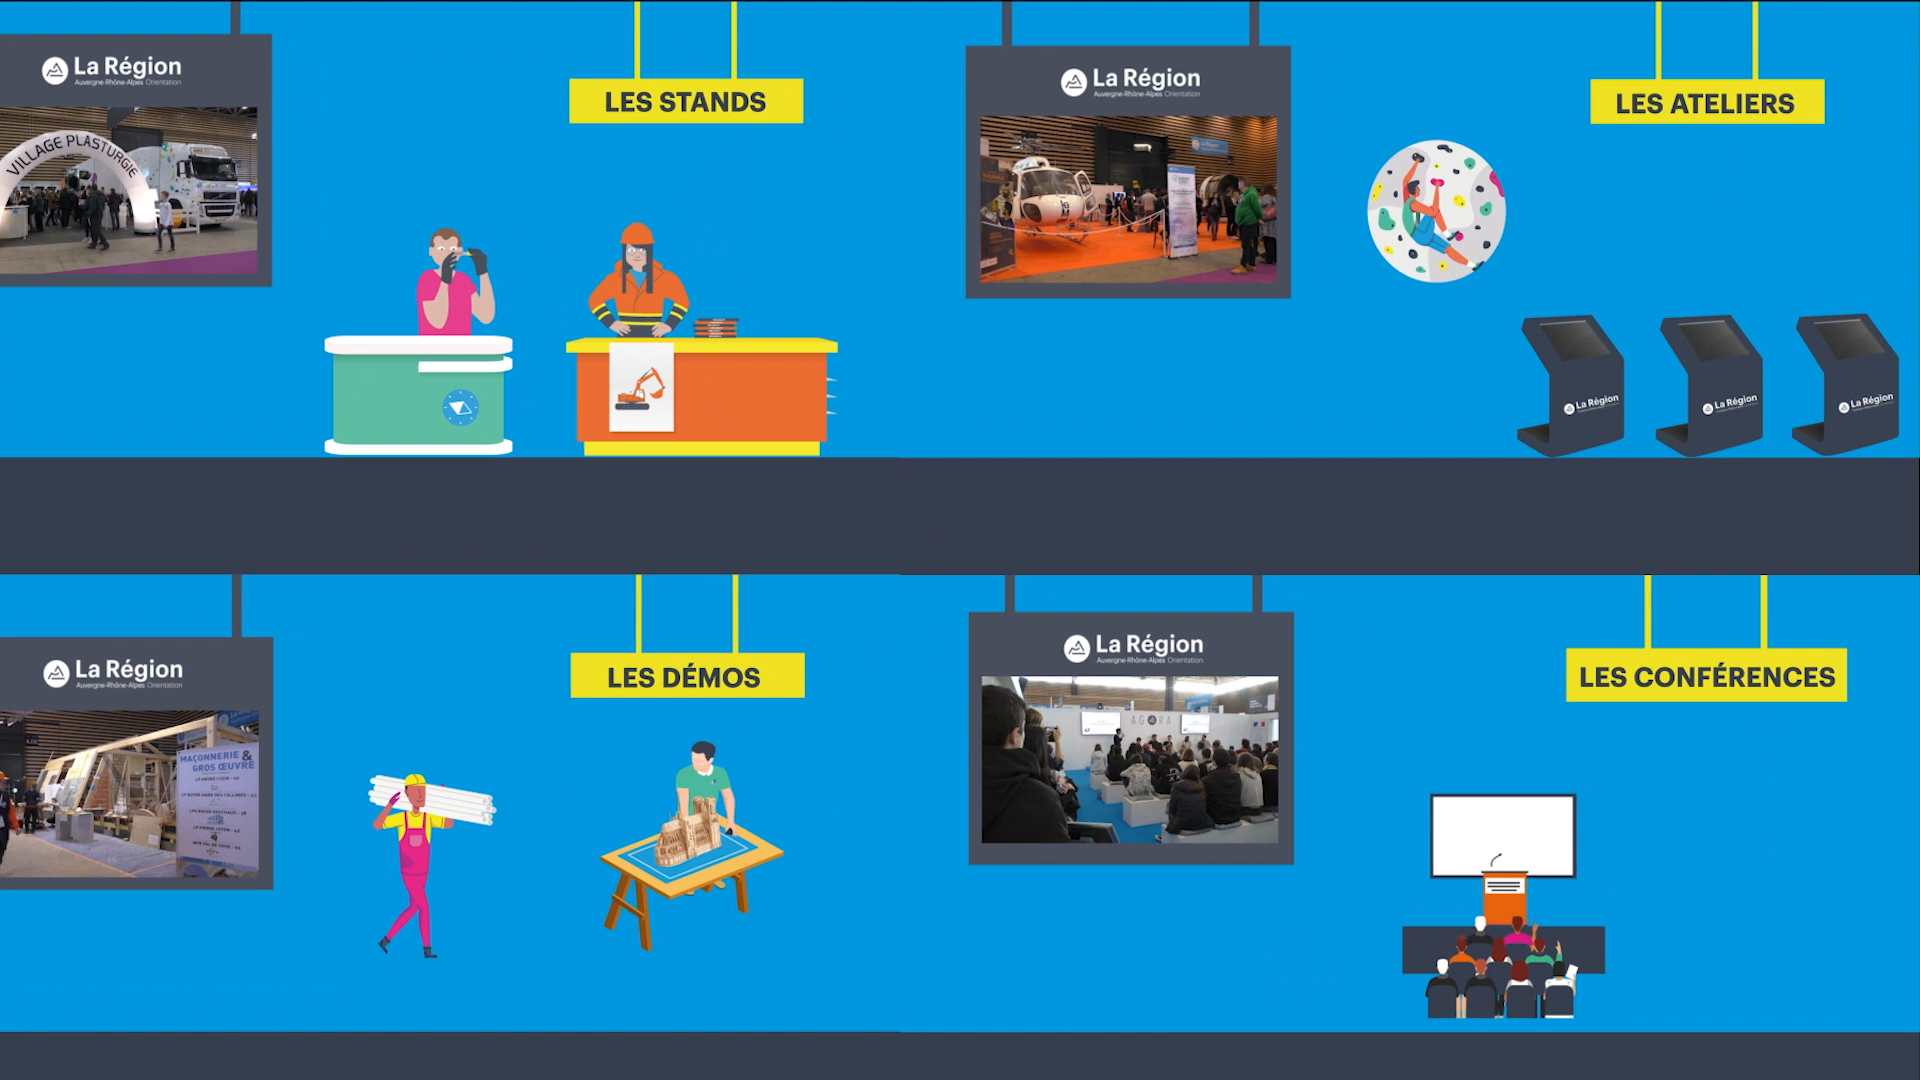 La Région
Auvergne-Rhône-Alpes Orientation
VILLAGE PLASTURGIE
LES STANDS
La Région
Auvergne-Rhône-Alpes Orientation
LES ATELIERS
La Région
La Région
La Région
La Région
Auvergne-Rhône-Alpes Orientation
MAÇONNERIE &
GROS ŒUVRE
LES DÉMOS
La Région
Auvergne-Rhône-Alpes Orientation
AGORA
LES CONFÉRENCES